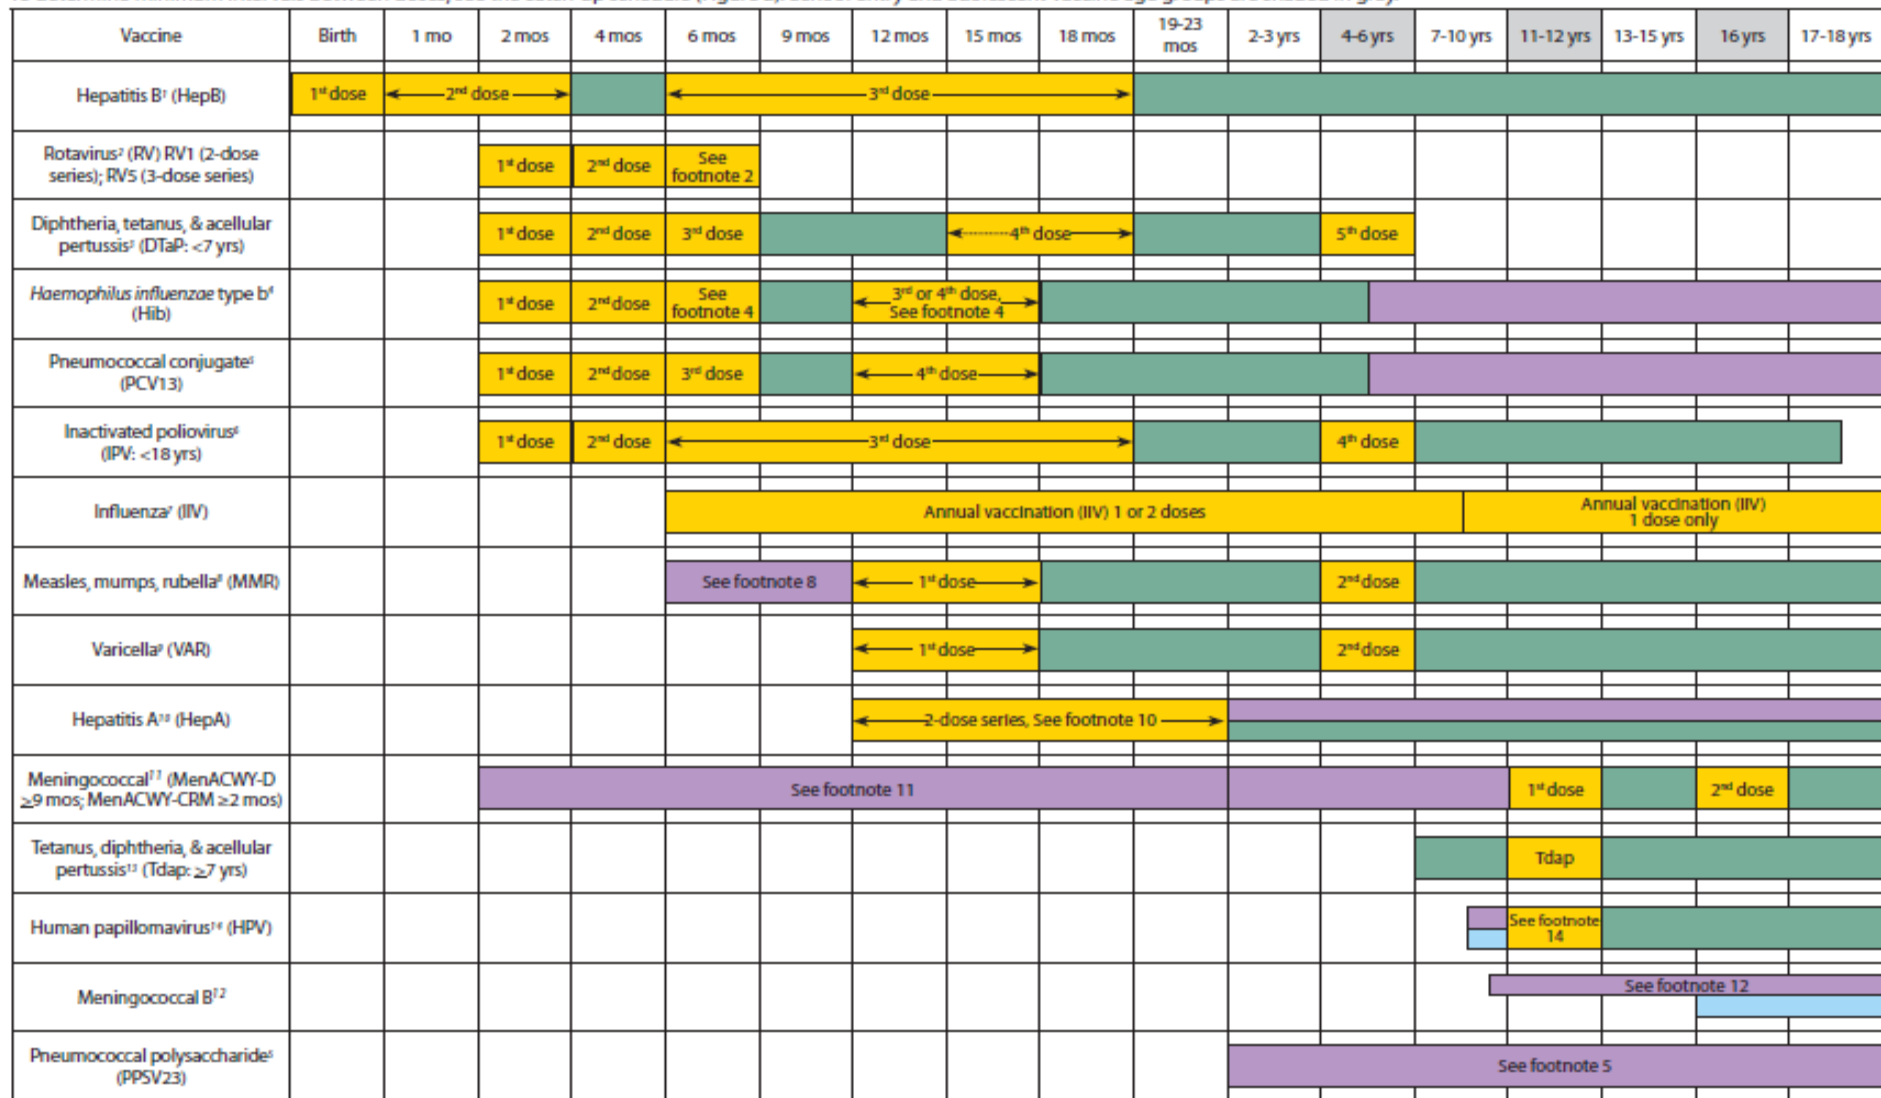 Vaccine Birth 1 mo 2 mos 4 mos 6 mos 9 mos 12 mos 15 mos 18 mos 19-23 mos 2-3 yrs 4-6 yrs 7-10 yrs 11-12 yrs 13-15 yrs 16 yrs 17-18 yrs
Hepatitis B¹ (HepB) 1st dose 2nd dose 3rd dose
Rotavirus² (RV) RV1 (2-dose
series); RV5 (3-dose series)
1st dose 2nd dose See
footnote 2
Diphtheria, tetanus, & acellular
pertussis³ (DTaP: <7 yrs)
1st dose 2nd dose 3rd dose 4th dose 5th dose
Haemophilus influenzae type b⁴
(Hib)
1st dose 2nd dose See
footnote 4
3rd or 4th dose,
See footnote 4
Pneumococcal conjugate⁵
(PCV13)
1st dose 2nd dose 3rd dose 4th dose
Inactivated poliovirus⁶
(IPV: <18 yrs)
1st dose 2nd dose 3rd dose 4th dose
Influenza⁷ (IIV) Annual vaccination (IIV) 1 or 2 doses Annual vaccination (IIV)
1 dose only
Measles, mumps, rubella⁸ (MMR) See footnote 8 1st dose 2nd dose
Varicella⁹ (VAR) 1st dose 2nd dose
Hepatitis A¹⁰ (HepA) 2-dose series, See footnote 10
Meningococcal¹¹ (MenACWY-D
≥9 mos; MenACWY-CRM ≥2 mos)
See footnote 11 1st dose 2nd dose
Tetanus, diphtheria, & acellular
pertussis¹³ (Tdap: ≥7 yrs)
Tdap
Human papillomavirus¹⁴ (HPV) See footnote
14
Meningococcal B¹² See footnote 12
Pneumococcal polysaccharide⁵
(PPSV23)
See footnote 5